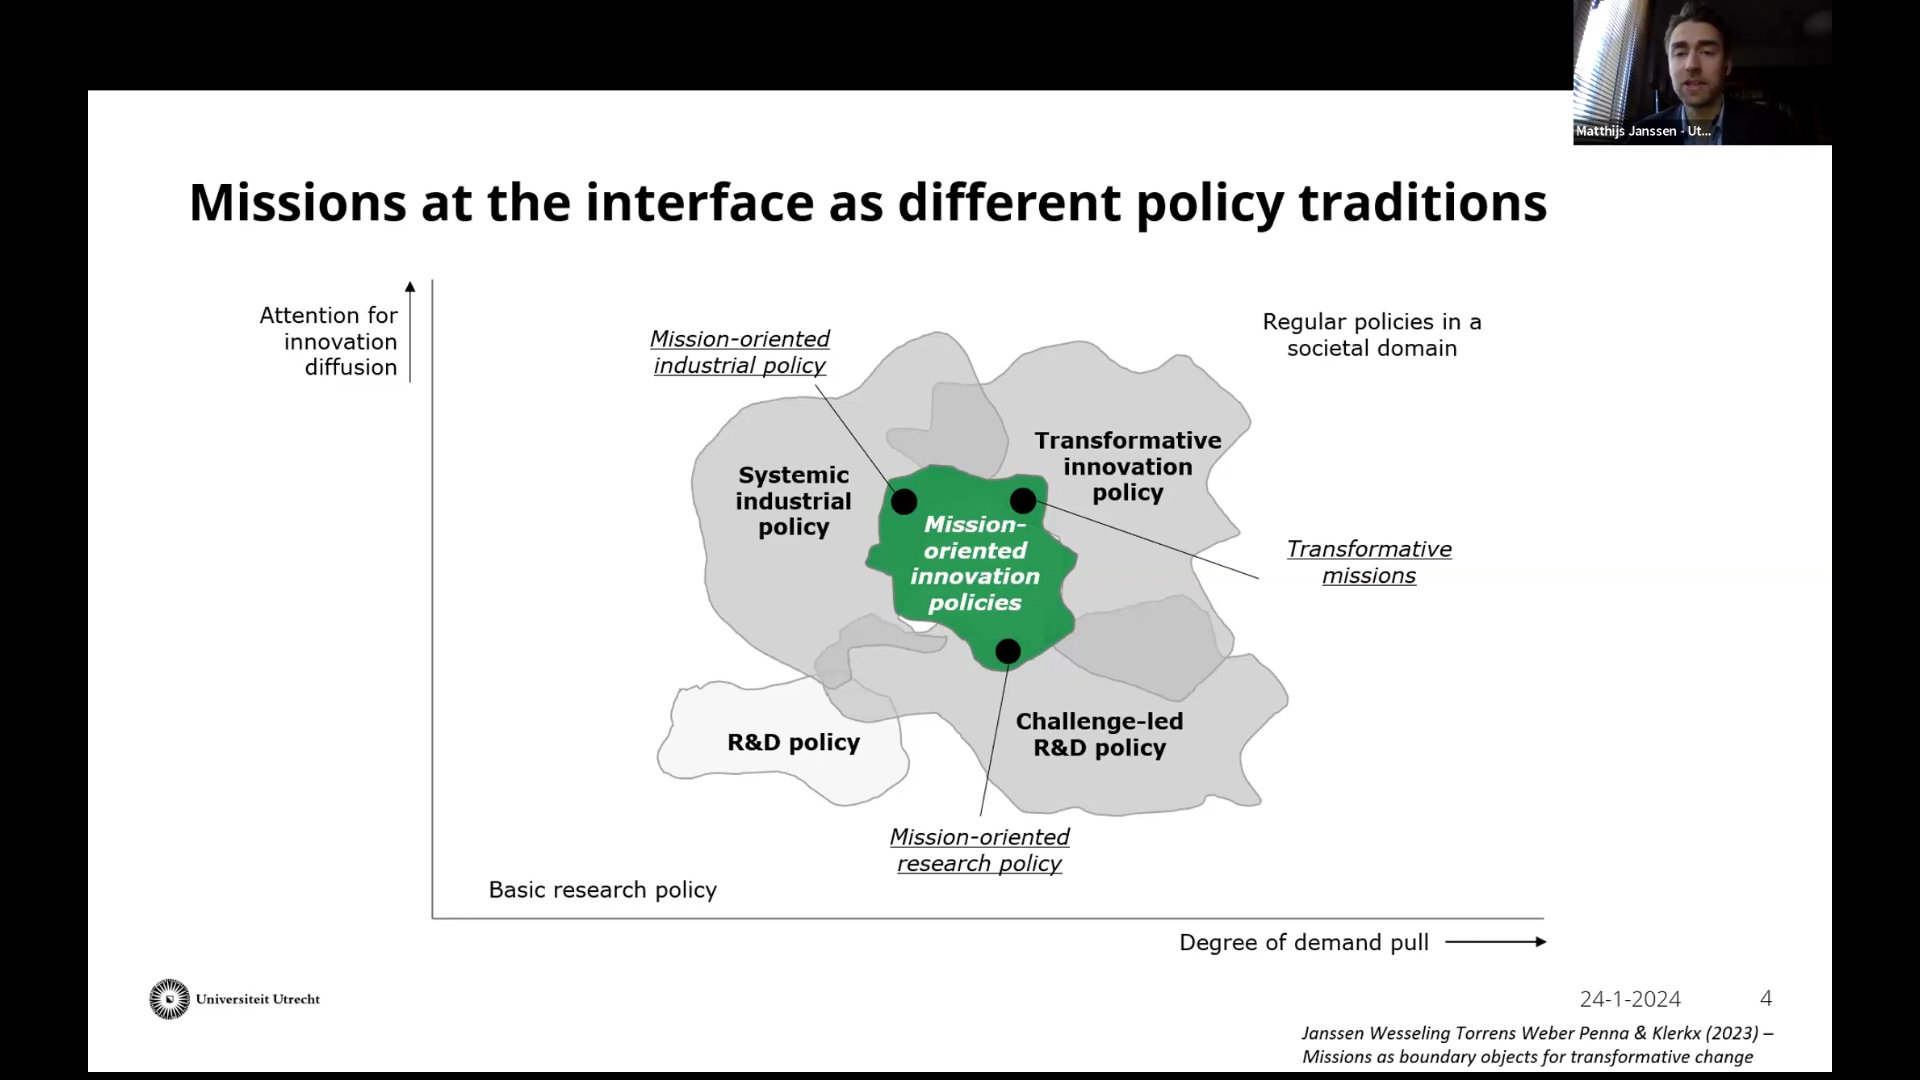 Matthijs Janssen - Ut...
Missions at the interface as different policy traditions
Attention for
innovation
diffusion
Mission-oriented
industrial policy
Regular policies in a
societal domain
Systemic
industrial
policy
Transformative
innovation
policy
Mission-
oriented
innovation
policies
Transformative
missions
R&D policy
Challenge-led
R&D policy
Mission-oriented
research policy
Basic research policy
Degree of demand pull
Universiteit Utrecht
24-1-2024
4
Janssen Wesseling Torrens Weber Penna & Klerkx (2023) –
Missions as boundary objects for transformative change